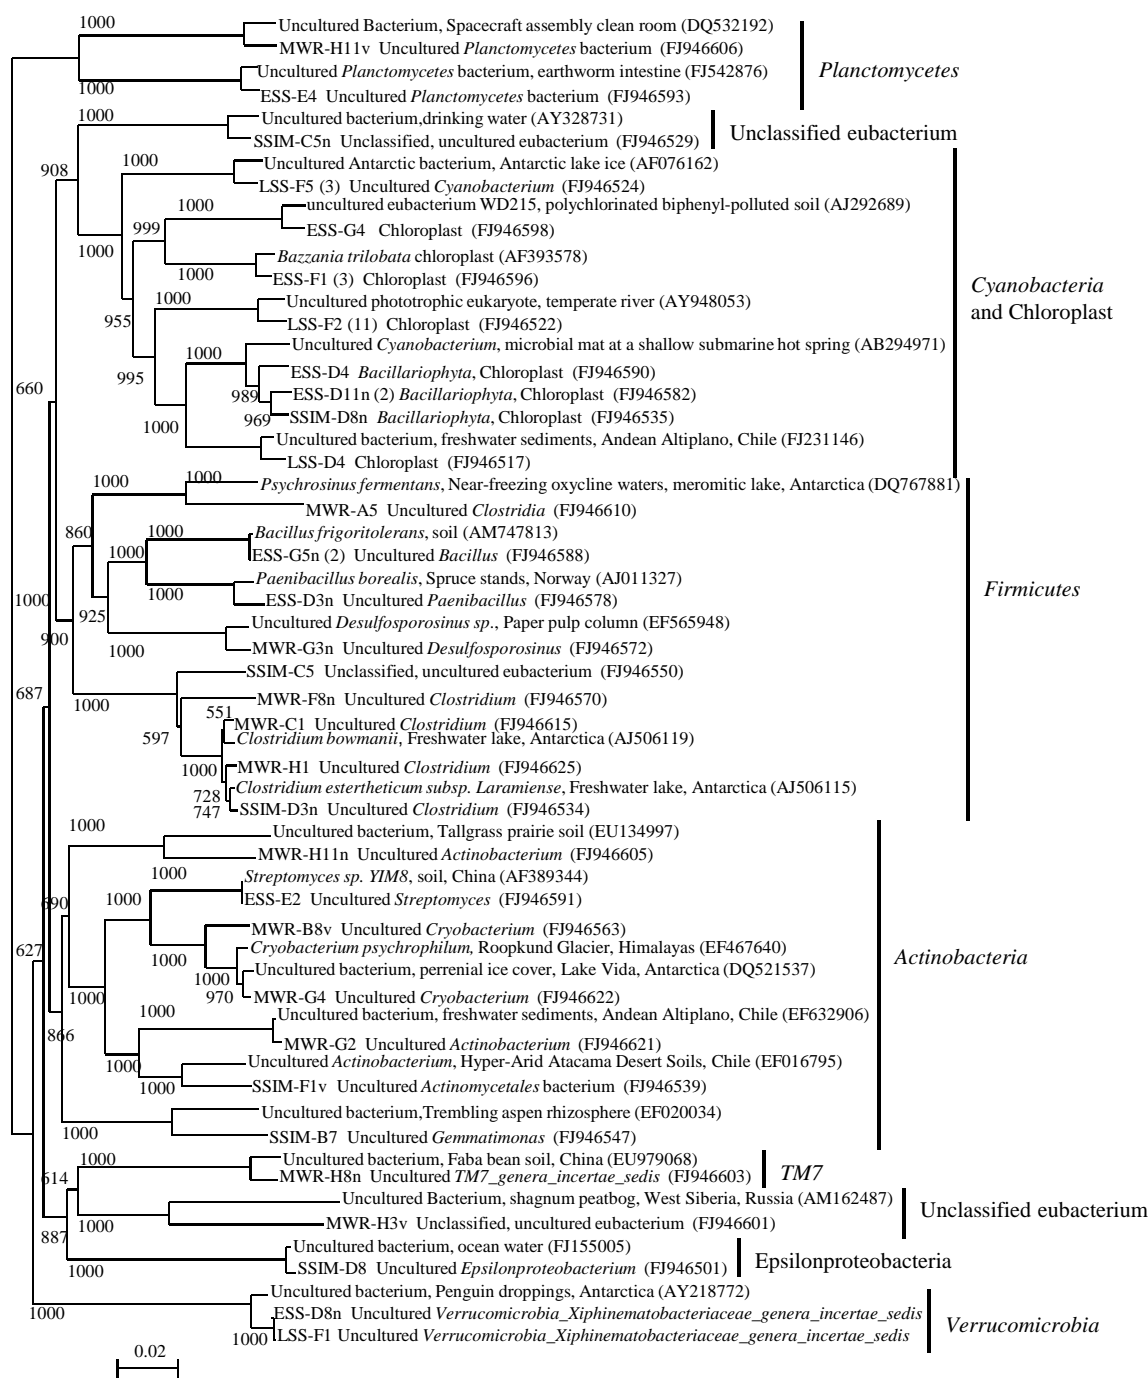 1000
Uncultured Bacterium, Spacecraft assembly clean room (DQ532192)
MWR-H11v Uncultured Planctomycetes bacterium (FJ946606)
Planctomycetes
Uncultured Planctomycetes bacterium, earthworm intestine (FJ542876)
1000
ESS-E4 Uncultured Planctomycetes bacterium (FJ946593)
1000
Uncultured bacterium,drinking water (AY328731)
Unclassified eubacterium
SSIM-C5n Unclassified, uncultured eubacterium (FJ946529)
908
1000
Uncultured Antarctic bacterium, Antarctic lake ice (AF076162)
LSS-F5 (3) Uncultured Cyanobacterium (FJ946524)
1000
uncultured eubacterium WD215, polychlorinated biphenyl-polluted soil (AJ292689)
999
ESS-G4 Chloroplast (FJ946598)
1000
Bazzania trilobata chloroplast (AF393578)
1000
ESS-F1 (3) Chloroplast (FJ946596)
Cyanobacteria
and Chloroplast
1000
Uncultured phototrophic eukaryote, temperate river (AY948053)
955
LSS-F2 (11) Chloroplast (FJ946522)
1000
Uncultured Cyanobacterium, microbial mat at a shallow submarine hot spring (AB294971)
995
ESS-D4 Bacillariophyta, Chloroplast (FJ946590)
660
989
ESS-D11n (2) Bacillariophyta, Chloroplast (FJ946582)
969
SSIM-D8n Bacillariophyta, Chloroplast (FJ946535)
1000
Uncultured bacterium, freshwater sediments, Andean Altiplano, Chile (FJ231146)
LSS-D4 Chloroplast (FJ946517)
1000
1000
Psychrosinus fermentans, Near-freezing oxycline waters, meromitic lake, Antarctica (DQ767881)
MWR-A5 Uncultured Clostridia (FJ946610)
860
1000
Bacillus frigoritolerans, soil (AM747813)
1000
ESS-G5n (2) Uncultured Bacillus (FJ946588)
Paenibacillus borealis, Spruce stands, Norway (AJ011327)
Firmicutes
1000
1000
ESS-D3n Uncultured Paenibacillus (FJ946578)
925
Uncultured Desulfosporosinus sp., Paper pulp column (EF565948)
900
1000
MWR-G3n Uncultured Desulfosporosinus (FJ946572)
SSIM-C5 Unclassified, uncultured eubacterium (FJ946550)
687
1000
MWR-F8n Uncultured Clostridium (FJ946570)
551
MWR-C1 Uncultured Clostridium (FJ946615)
597
Clostridium bowmanii, Freshwater lake, Antarctica (AJ506119)
1000
MWR-H1 Uncultured Clostridium (FJ946625)
728
Clostridium estertheticum subsp. Laramiense, Freshwater lake, Antarctica (AJ506115)
747
SSIM-D3n Uncultured Clostridium (FJ946534)
1000
Uncultured bacterium, Tallgrass prairie soil (EU134997)
MWR-H11n Uncultured Actinobacterium (FJ946605)
1000
Streptomyces sp. YIM8, soil, China (AF389344)
690
1000
ESS-E2 Uncultured Streptomyces (FJ946591)
MWR-B8v Uncultured Cryobacterium (FJ946563)
627
Cryobacterium psychrophilum, Roopkund Glacier, Himalayas (EF467640)
Actinobacteria
1000
Uncultured bacterium, perrenial ice cover, Lake Vida, Antarctica (DQ521537)
1000
970
MWR-G4 Uncultured Cryobacterium (FJ946622)
1000
1000
Uncultured bacterium, freshwater sediments, Andean Altiplano, Chile (EF632906)
866
MWR-G2 Uncultured Actinobacterium (FJ946621)
1000
Uncultured Actinobacterium, Hyper-Arid Atacama Desert Soils, Chile (EF016795)
1000
SSIM-F1v Uncultured Actinomycetales bacterium (FJ946539)
Uncultured bacterium,Trembling aspen rhizosphere (EF020034)
1000
SSIM-B7 Uncultured Gemmatimonas (FJ946547)
1000
Uncultured bacterium, Faba bean soil, China (EU979068)
614
MWR-H8n Uncultured TM7_genera_incertae_sedis (FJ946603)
TM7
Uncultured Bacterium, shagnum peatbog, West Siberia, Russia (AM162487)
Unclassified eubacterium
1000
MWR-H3v Unclassified, uncultured eubacterium (FJ946601)
887
Uncultured bacterium, ocean water (FJ155005)
Epsilonproteobacteria
1000
SSIM-D8 Uncultured Epsilonproteobacterium (FJ946501)
Uncultured bacterium, Penguin droppings, Antarctica (AY218772)
1000
ESS-D8n Uncultured Verrucomicrobia_Xiphinematobacteriaceae_genera_incertae_sedis
Verrucomicrobia
1000
LSS-F1 Uncultured Verrucomicrobia_Xiphinematobacteriaceae_genera_incertae_sedis
0.02